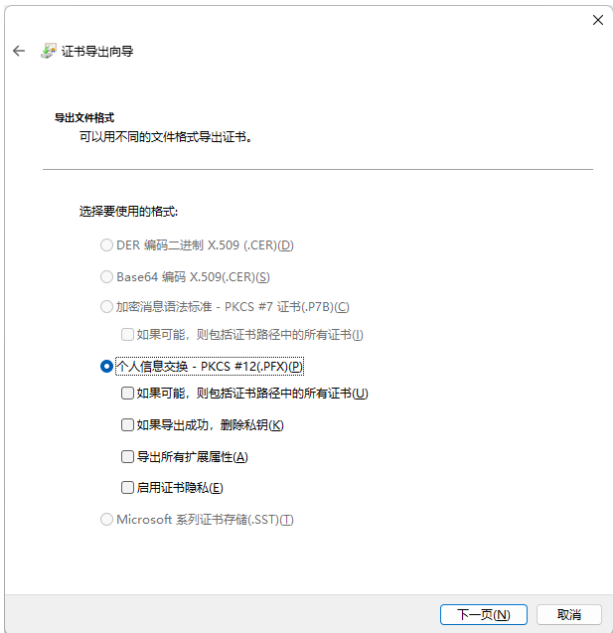 证书导出向导
导出文件格式
可以用不同的文件格式导出证书。
选择要使用的格式:
DER 编码二进制 X.509 (.CER)(D)
Base64 编码 X.509(.CER)(S)
加密消息语法标准 - PKCS #7 证书(.P7B)(C)
如果可能，则包括证书路径中的所有证书(I)
个人信息交换 - PKCS #12(.PFX)(P)
如果可能，则包括证书路径中的所有证书(U)
如果导出成功，删除私钥(K)
导出所有扩展属性(A)
启用证书隐私(E)
Microsoft 系列证书存储(.SST)(T)
下一页(N) 取消